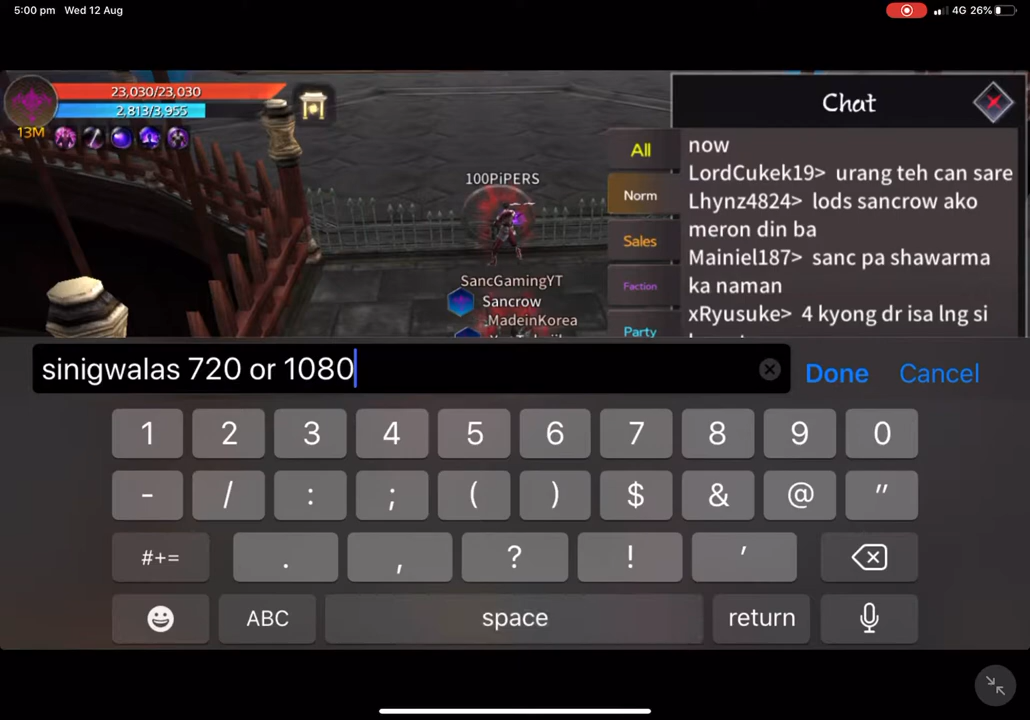 5:00 pm Wed 12 Aug
4G 26%
23,030/23,030
2,813/3,955
13M
100PiPERS
SancGamingYT
Sancrow
MadeinKorea
Chat
All
Norm
Sales
Faction
Party
now
LordCukek19> urang teh can sare
Lhynz4824> lods sancrow ako
meron din ba
Mainiel187> sanc pa shawarma
ka naman
xRyusuke> 4 kyong dr isa lng si
sinigwalas 720 or 1080
Done Cancel
1 2 3 4 5 6 7 8 9 0
- / : ; ( ) $ & @ "
#+= . , ? ! ’
ABC space return